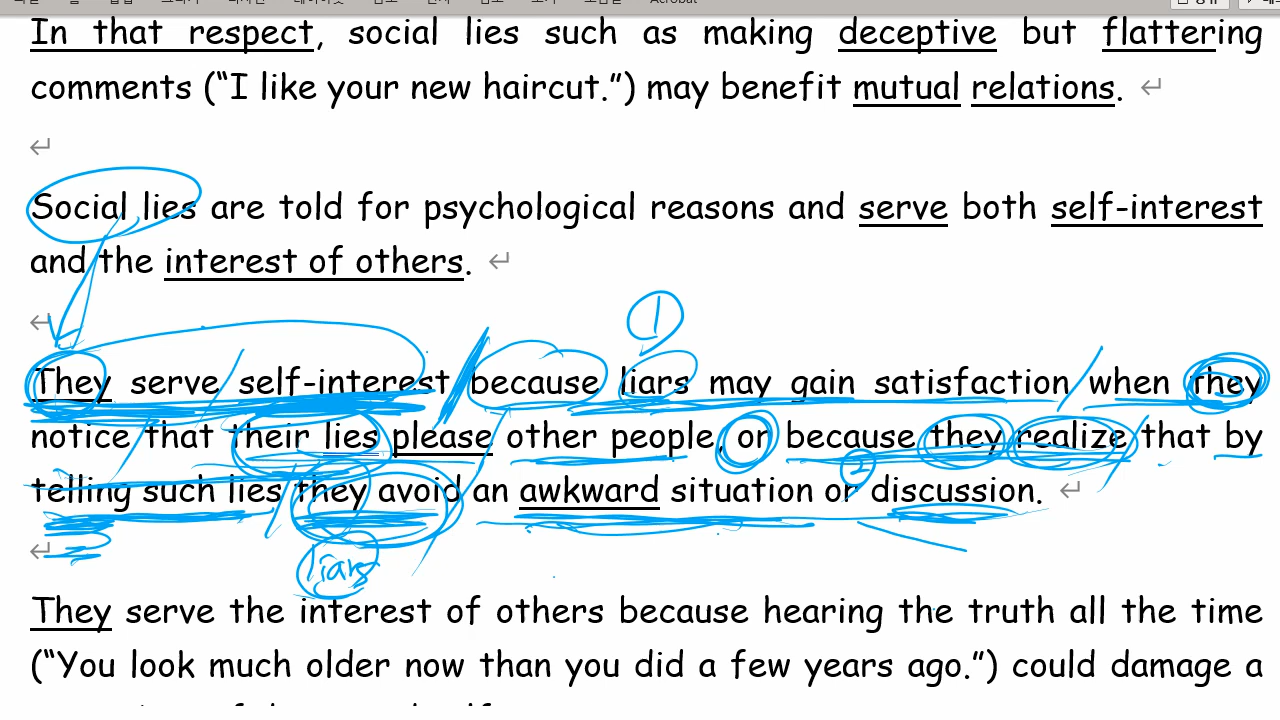 Acrobat
In that respect, social lies such as making deceptive but flattering
comments (“I like your new haircut.”) may benefit mutual relations. ↵
↵
Social lies are told for psychological reasons and serve both self-interest
and the interest of others. ↵
↵
①
They serve self-interest because liars may gain satisfaction when they
notice that their lies please other people, or because they realize that by
②
telling such lies they avoid an awkward situation or discussion. ↵
↵
liars
They serve the interest of others because hearing the truth all the time
(“You look much older now than you did a few years ago.”) could damage a